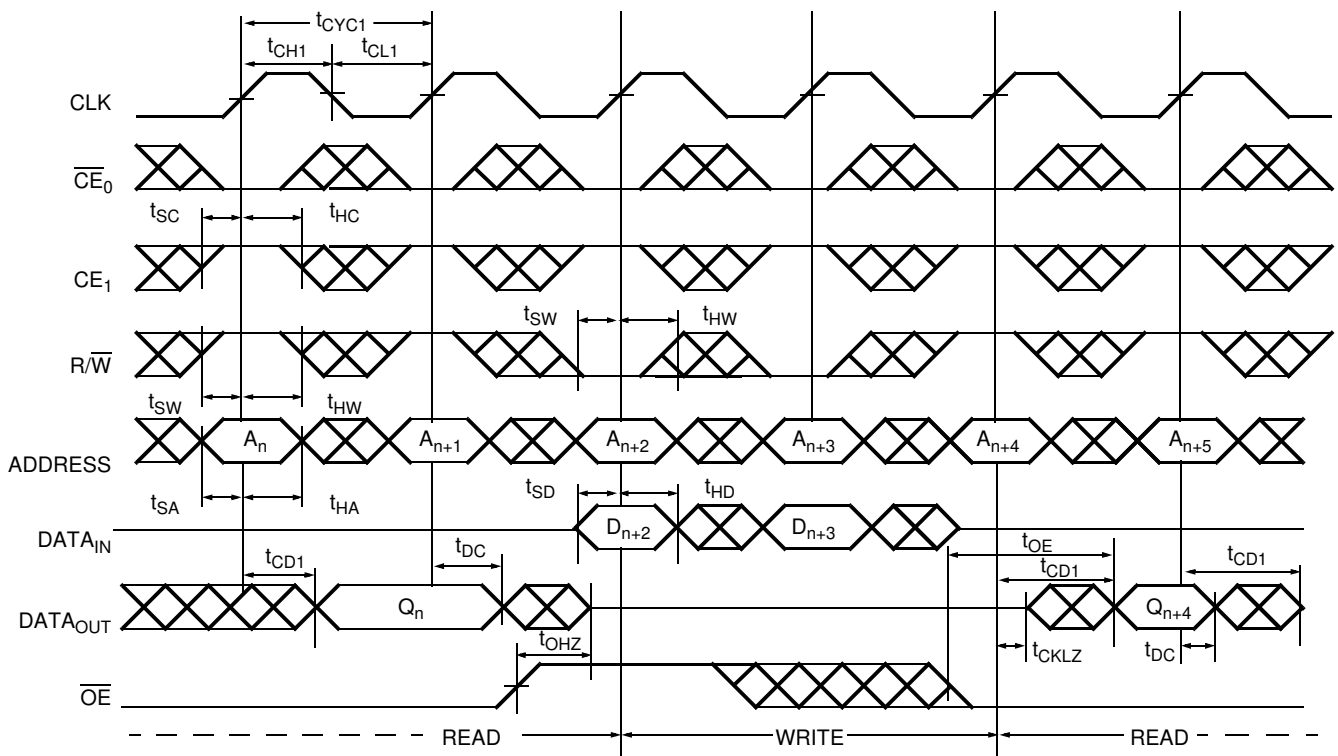 tCYC1
tCH1 tCL1
CLK
CE0
tSC tHC
CE1
tSW tHW
R/W
tSW tHW
An An+1 An+2 An+3 An+4 An+5
ADDRESS
tSA tHA tSD tHD
DATAIN Dn+2 Dn+3
tOE
tCD1 tDC tCD1 tCD1
DATAOUT Qn Qn+4
tOHZ tCKLZ tDC
OE
READ WRITE READ